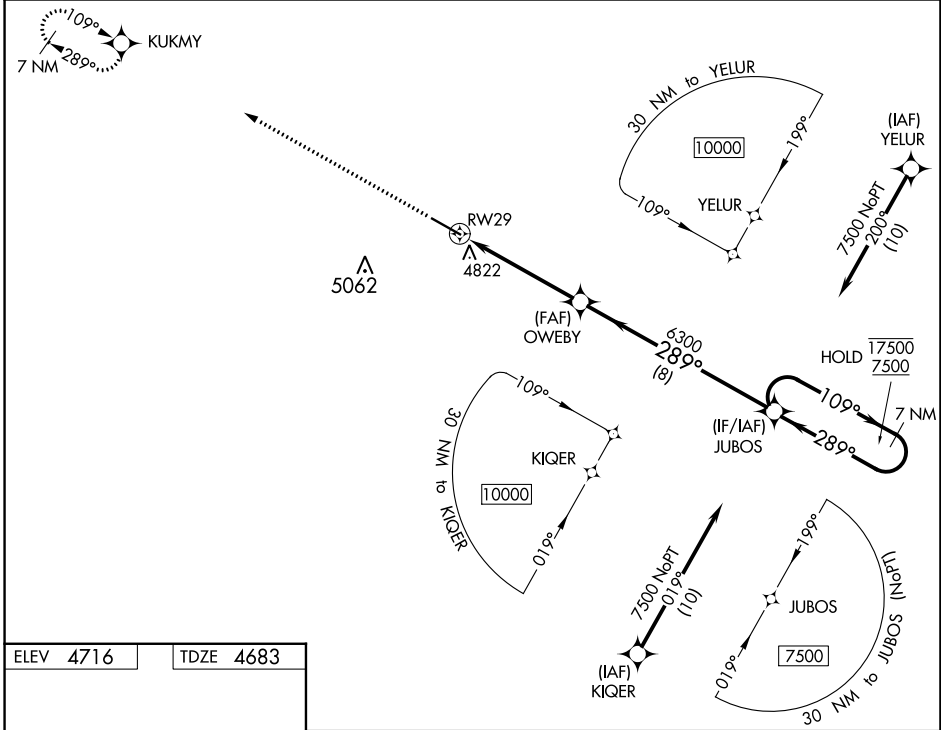 109°
KUKMY
289°
7 NM
30 NM to YELUR
10000
199°
YELUR
109°
(IAF)
YELUR
7500 NoPT
200°
(10)
RW29
4822
5062
(FAF)
OWEBY
6300
289°
(8)
HOLD 17500
7500
109°
7 NM
289°
(IF/IAF)
JUBOS
109°
30 NM to KIQER
KIQER
10000
019°
7500 NoPT
019°
(10)
(IAF)
KIQER
199°
JUBOS
019°
7500
30 NM to JUBOS (NoPT)
ELEV 4716
TDZE 4683